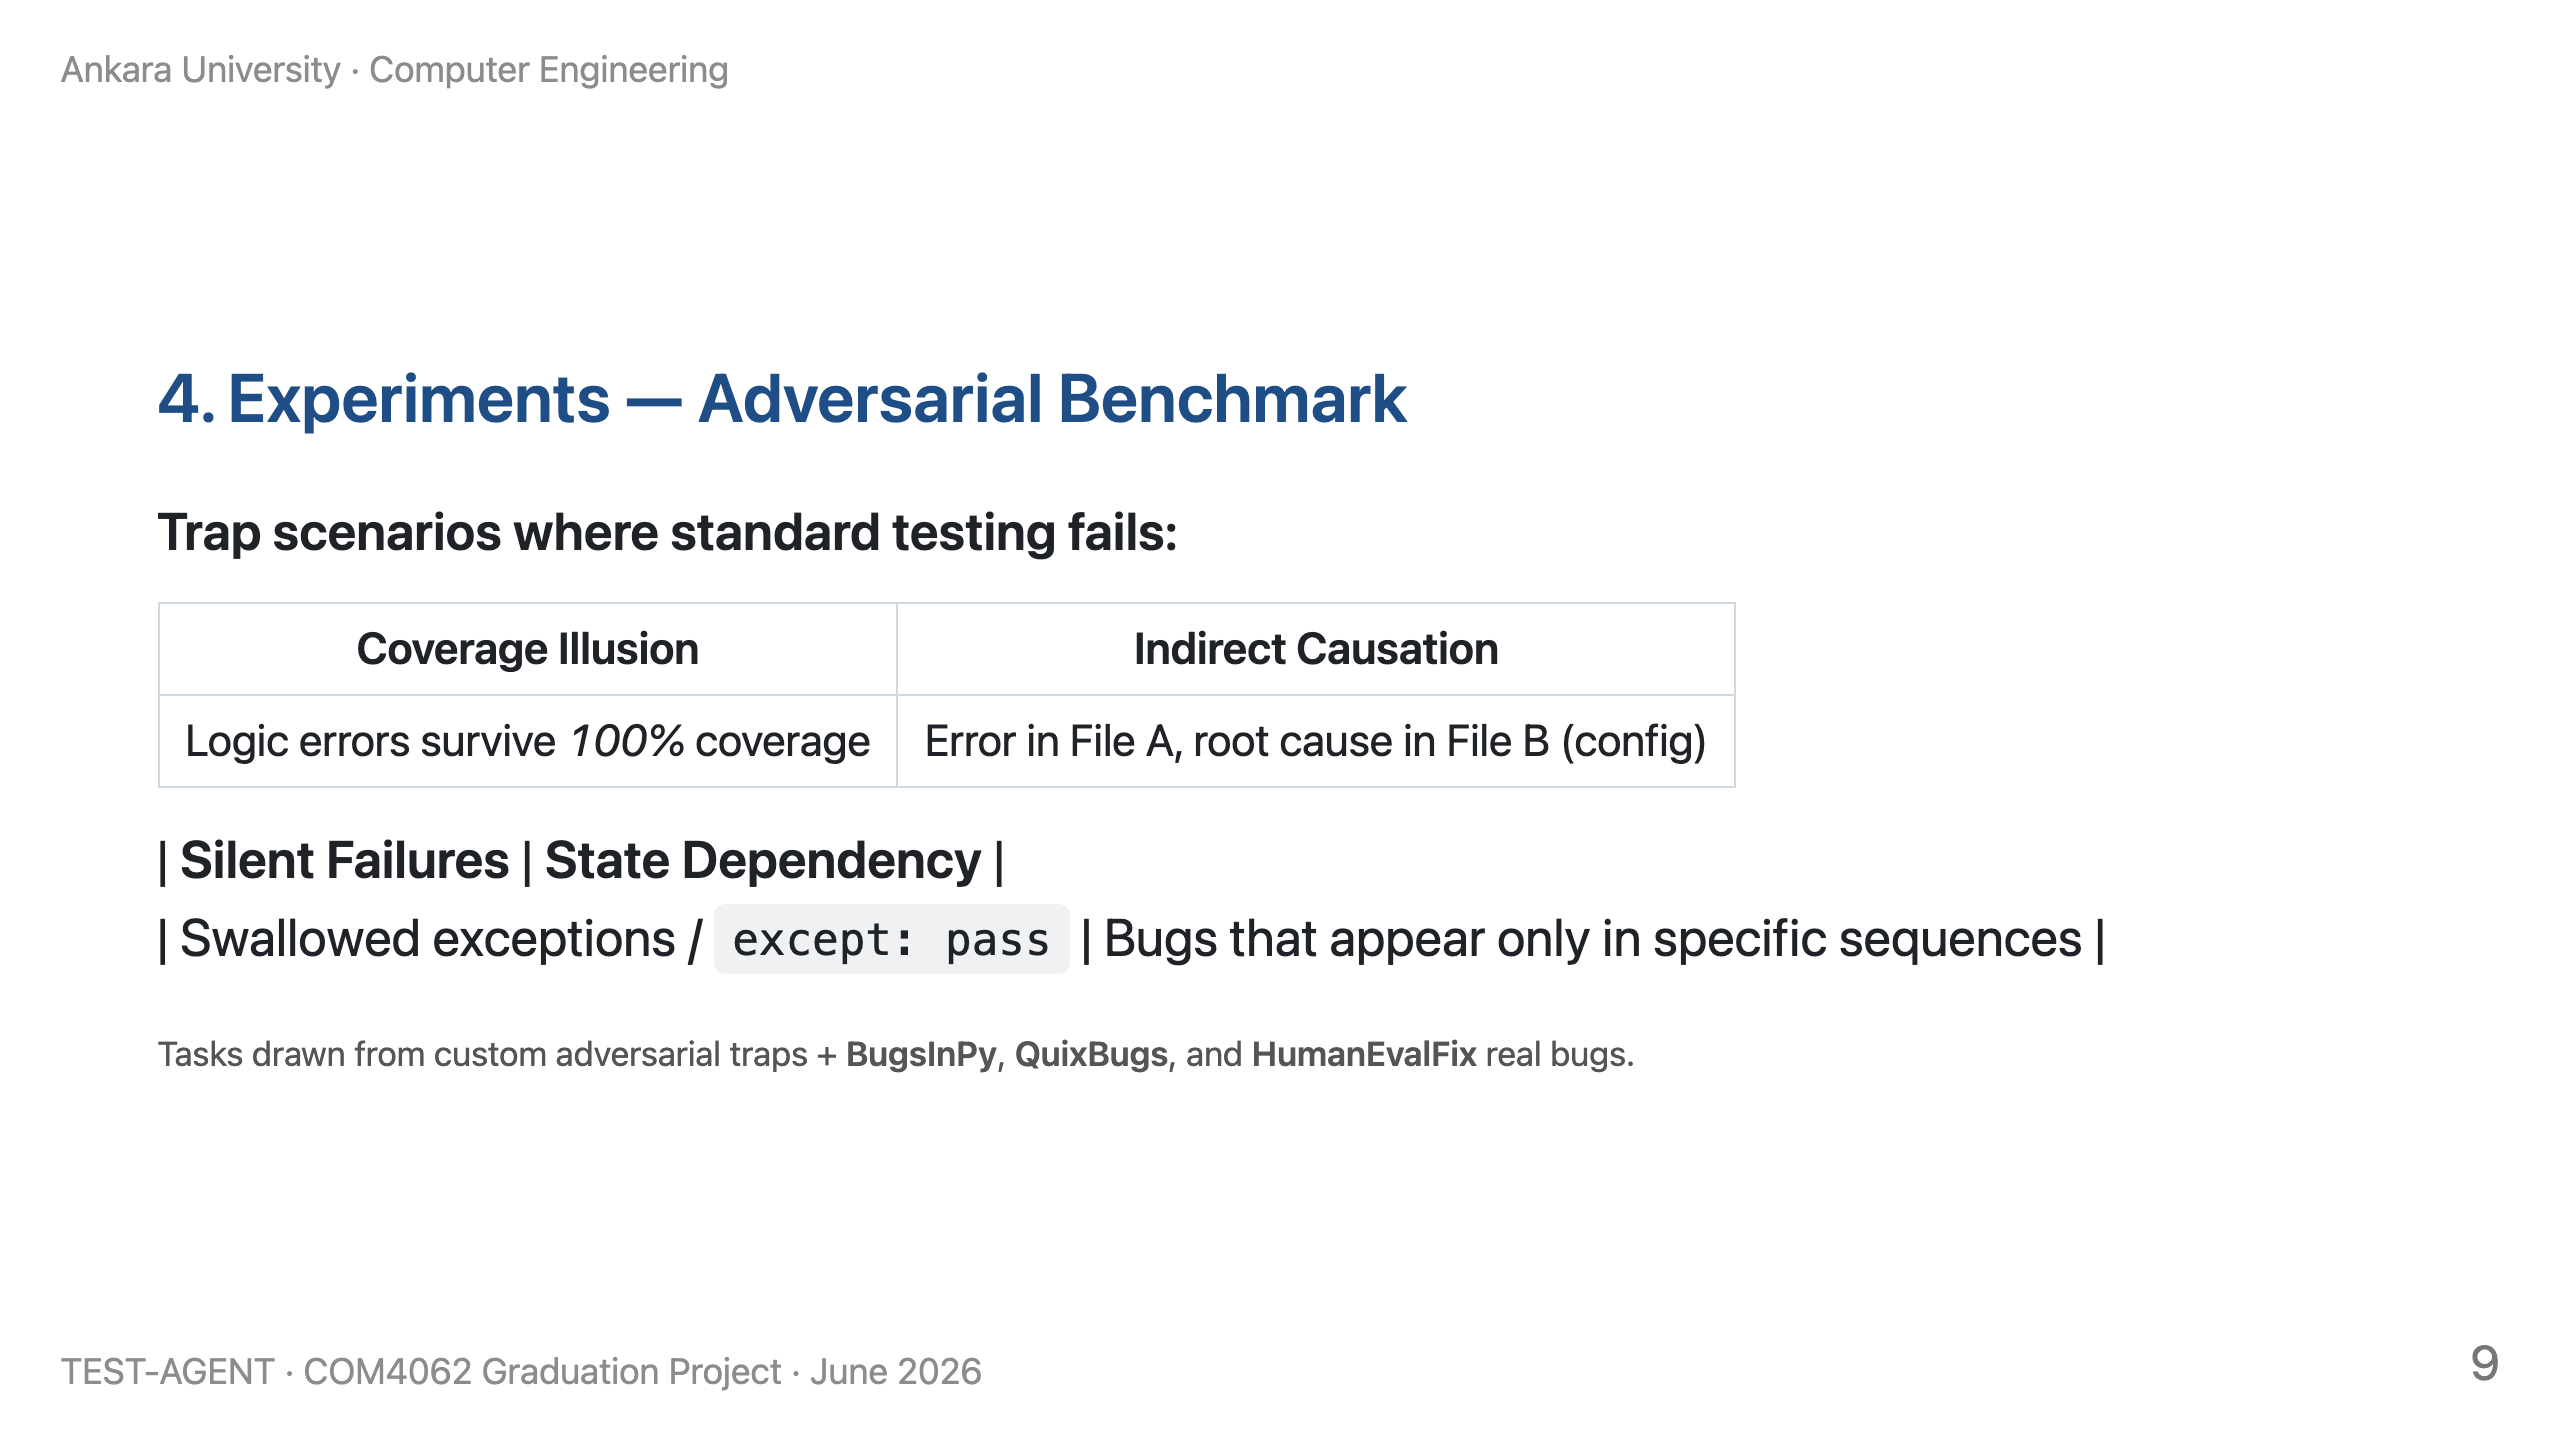 Ankara University · Computer Engineering
4. Experiments — Adversarial Benchmark
Trap scenarios where standard testing fails:
Coverage Illusion Indirect Causation
Logic errors survive 100% coverage Error in File A, root cause in File B (config)
| Silent Failures | State Dependency |
| Swallowed exceptions / except: pass | Bugs that appear only in specific sequences |
Tasks drawn from custom adversarial traps + BugsInPy, QuixBugs, and HumanEvalFix real bugs.
TEST-AGENT · COM4062 Graduation Project · June 2026
9